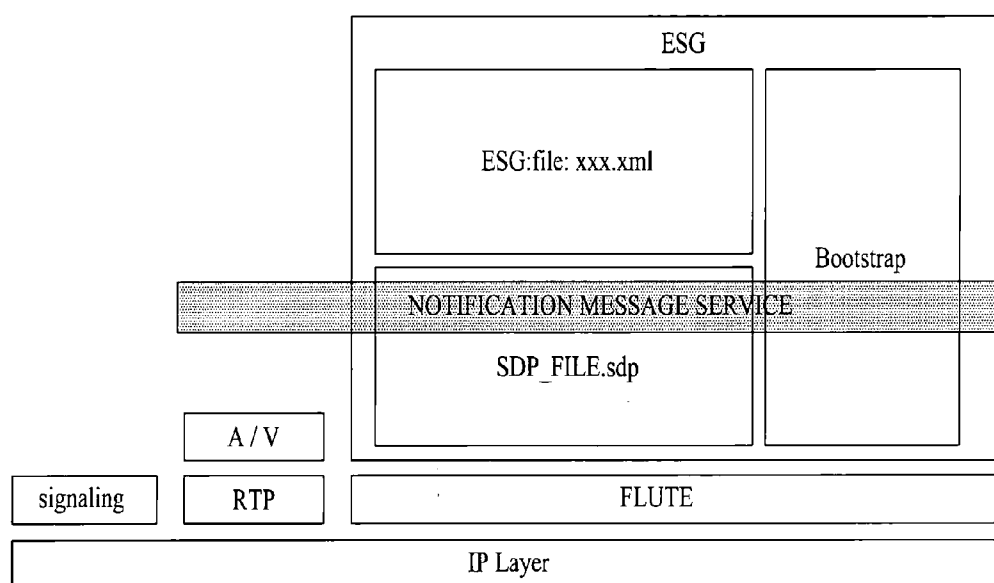 ESG
ESG:file: xxx.xml
Bootstrap
NOTIFICATION MESSAGE SERVICE
SDP_FILE.sdp
A / V
signaling
RTP
FLUTE
IP Layer